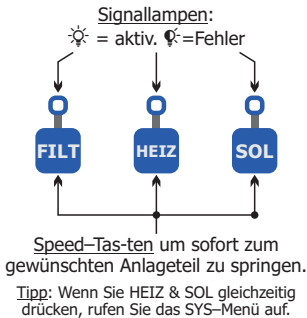 Signallampen:
= aktiv. =Fehler
FILT HEIZ SOL
Speed–Tas-ten um sofort zum
gewünschten Anlageteil zu springen.
Tipp: Wenn Sie HEIZ & SOL gleichzeitig
drücken, rufen Sie das SYS–Menü auf.